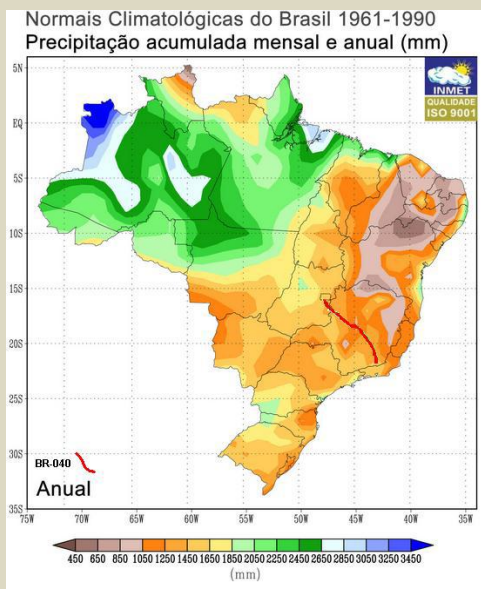 Normais Climatológicas do Brasil 1961-1990
Precipitação acumulada mensal e anual (mm)
INMET
QUALIDADE
ISO 9001
5N
EQ
5S
10S
15S
20S
25S
30S
35S
BR-040
Anual
75W 70W 65W 60W 55W 50W 45W 40W 35W
450 650 850 1050 1250 1450 1650 1850 2050 2250 2450 2650 2850 3050 3250 3450
(mm)